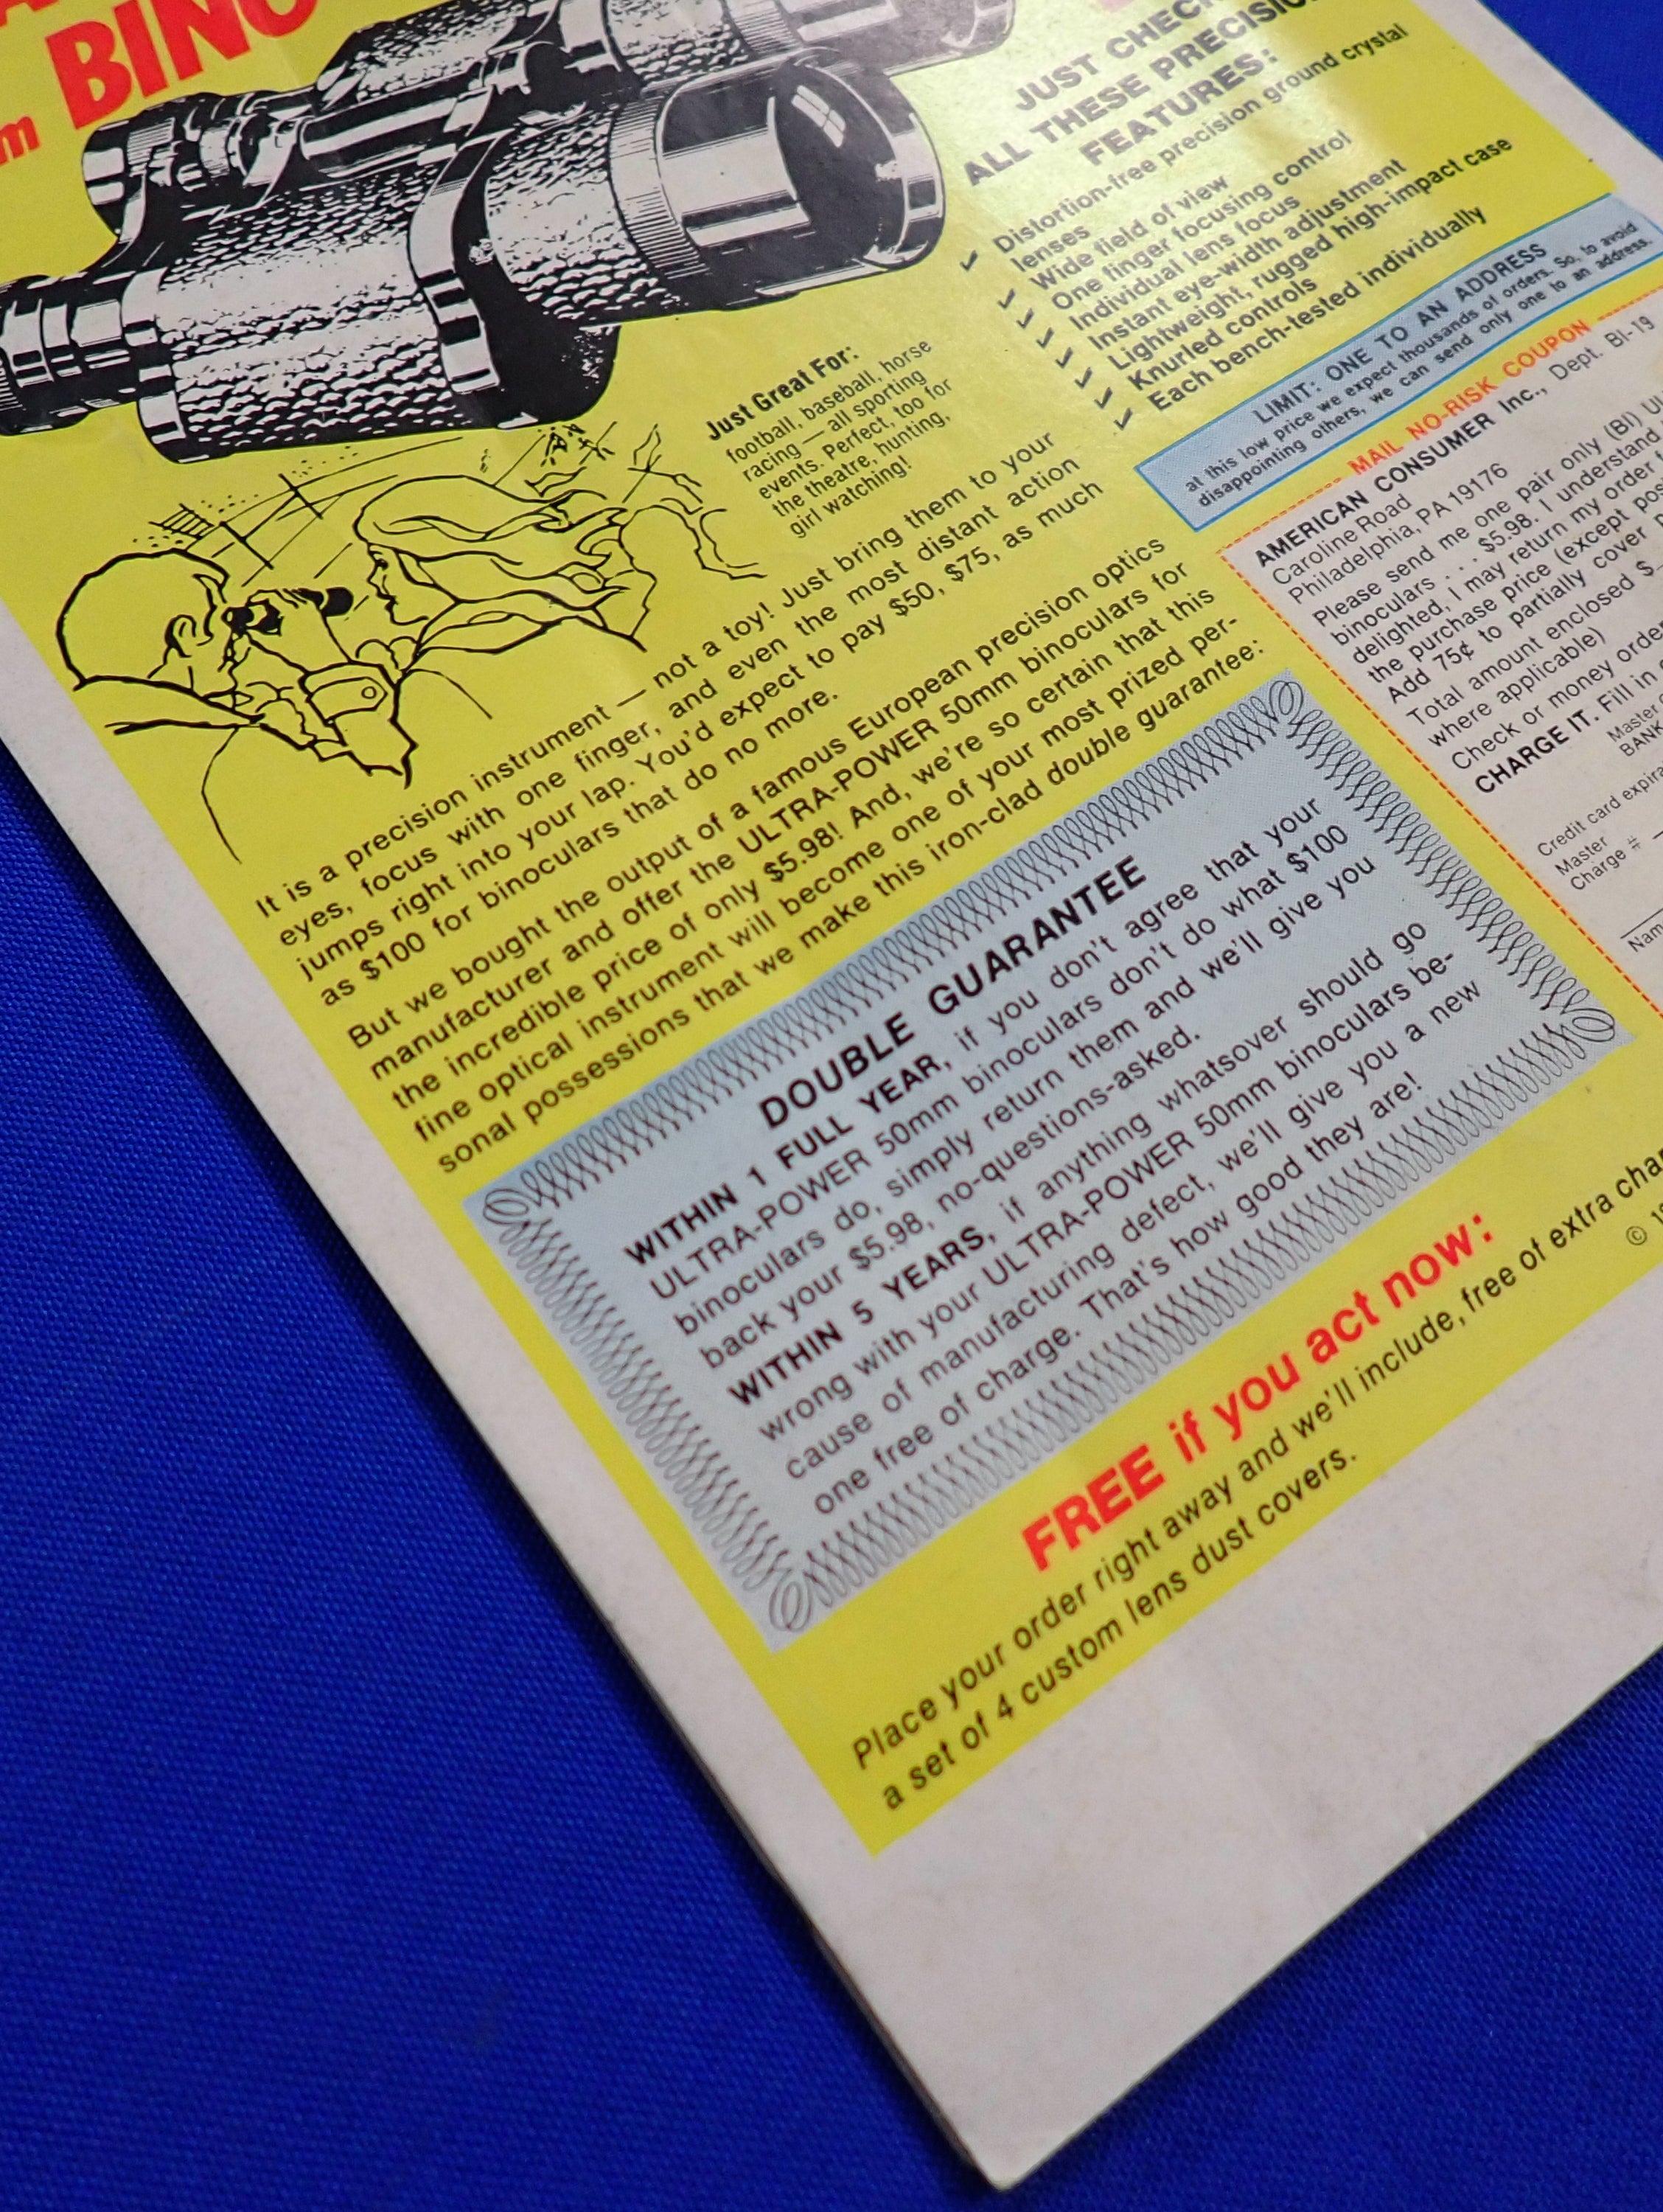 BINO
m
JUST CHECK
ALL THESE PRECISION
FEATURES:
✓ Distortion-free precision ground crystal
lenses
✓ Wide field of view
✓ One finger focusing control
✓ Individual lens focus
✓ Instant eye-width adjustment
✓ Lightweight, rugged high-impact case
✓ Knurled controls
✓ Each bench-tested individually
Just Great For:
football, baseball, horse
racing — all sporting
events. Perfect, too for
the theatre, hunting,
girl watching!
It is a precision instrument — not a toy! Just bring them to your
eyes, focus with one finger, and even the most distant action
jumps right into your lap. You'd expect to pay $50, $75, as much
as $100 for binoculars that do no more.
But we bought the output of a famous European precision optics
manufacturer and offer the ULTRA-POWER 50mm binoculars for
the incredible price of only $5.98! And, we're so certain that this
fine optical instrument will become one of your most prized per-
sonal possessions that we make this iron-clad double guarantee:
DOUBLE GUARANTEE
WITHIN 1 FULL YEAR, if you don't agree that your
ULTRA-POWER 50mm binoculars don't do what $100
binoculars do, simply return them and we'll give you
back your $5.98, no-questions-asked.
WITHIN 5 YEARS, if anything whatsover should go
wrong with your ULTRA-POWER 50mm binoculars be-
cause of manufacturing defect, we'll give you a new
one free of charge. That's how good they are!
FREE if you act now:
Place your order right away and we'll include, free of extra char
a set of 4 custom lens dust covers.
© 19
LIMIT: ONE TO AN ADDRESS
at this low price we expect thousands of orders. So, to avoid
disappointing others, we can send only one to an address.
MAIL NO-RISK COUPON
AMERICAN CONSUMER Inc., Dept. BI-19
Caroline Road
Philadelphia, PA 19176
Please send me one pair only (BI) Ul
binoculars . . . $5.98. I understand
delighted, I may return my order f
the purchase price (except pos
Add 75¢ to partially cover p
Total amount enclosed $
where applicable)
Check or money orde
CHARGE IT. Fill in
Master
BANK
Credit card expira
Master
Charge #
Nam